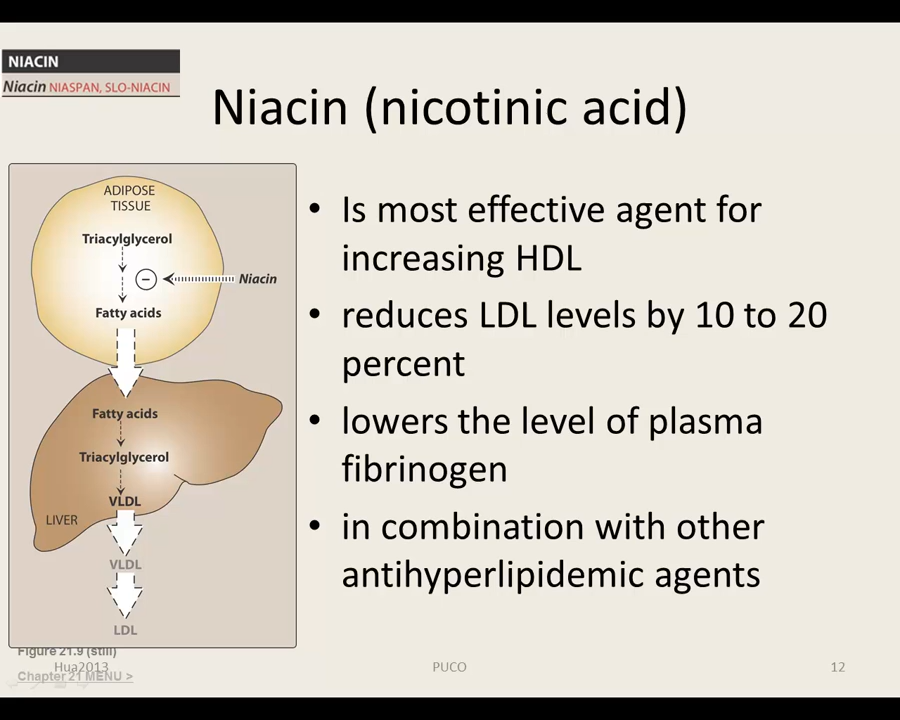 NIACIN
Niacin NIASPAN, SLO-NIACIN
Niacin (nicotinic acid)
ADIPOSE
TISSUE
Triacylglycerol
−
Niacin
Fatty acids
Fatty acids
Triacylglycerol
VLDL
LIVER
VLDL
LDL
• Is most effective agent for
increasing HDL
• reduces LDL levels by 10 to 20
percent
• lowers the level of plasma
fibrinogen
• in combination with other
antihyperlipidemic agents
Figure 21.9 (still)
Hua2013
Chapter 21 MENU >
PUCO
12